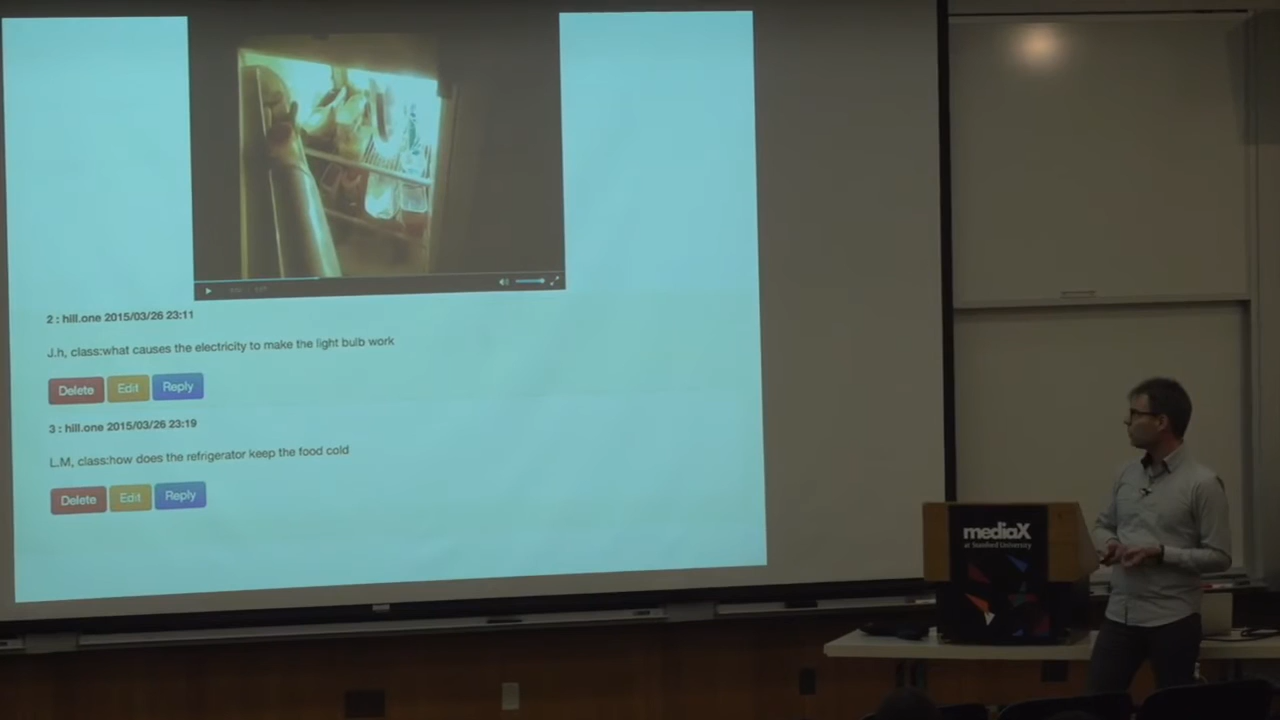 2 : hill.one 2015/03/26 23:11
J.h, class:what causes the electricity to make the light bulb work
Delete Edit Reply
3 : hill.one 2015/03/26 23:19
L.M, class:how does the refrigerator keep the food cold
Delete Edit Reply
mediaX
at Stanford University